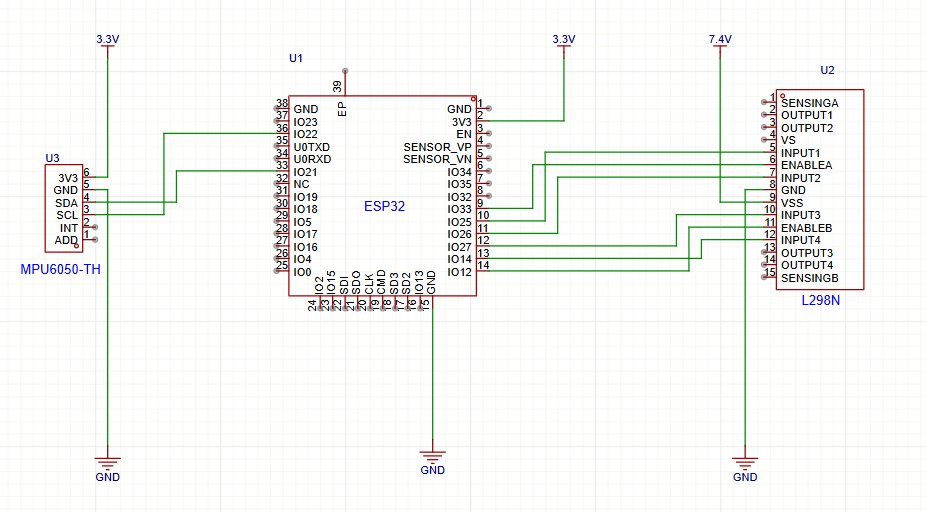 3.3V
3.3V
7.4V
U1
U2
U3
MPU6050-TH
3V3 6
GND 5
SDA 4
SCL 3
INT 2
ADD 1
GND
39
EP
ESP32
38 GND
37 IO23
36 IO22
35 U0TXD
34 U0RXD
33 IO21
32 NC
31 IO19
30 IO18
29 IO5
28 IO17
27 IO16
26 IO4
25 IO0
24 IO2
23 IO15
22 SDI
21 SDO
20 CLK
19 CMD
18 SD3
17 SD2
16 IO13
15 GND
GND 1
3V3 2
EN 3
SENSOR_VP 4
SENSOR_VN 5
IO34 6
IO35 7
IO32 8
IO33 9
IO25 10
IO26 11
IO27 12
IO14 13
IO12 14
GND
1 SENSINGA
2 OUTPUT1
3 OUTPUT2
4 VS
5 INPUT1
6 ENABLEA
7 INPUT2
8 GND
9 VSS
10 INPUT3
11 ENABLEB
12 INPUT4
13 OUTPUT3
14 OUTPUT4
15 SENSINGB
L298N
GND